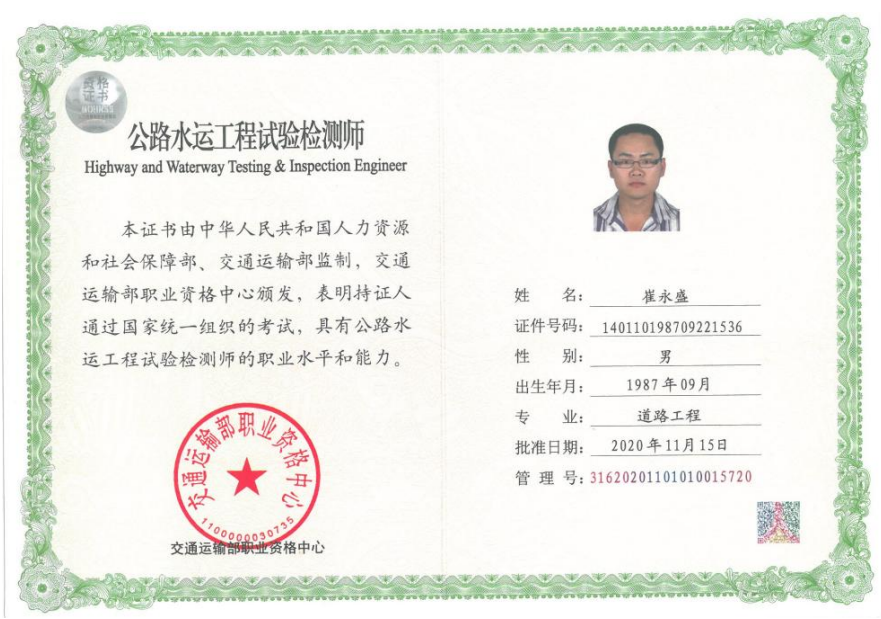 资格
证书
公路水运工程试验检测师
Highway and Waterway Testing & Inspection Engineer
本证书由中华人民共和国人力资源
和社会保障部、交通运输部监制，交通
运输部职业资格中心颁发，表明持证人
通过国家统一组织的考试，具有公路水
运工程试验检测师的职业水平和能力。
交通运输部职业资格中心
1100000030735
交通运输部职业资格中心
姓 名：崔永盛
证件号码：140110198709221536
性 别：男
出生年月：1987年09月
专 业：道路工程
批准日期：2020年11月15日
管 理 号：31620201101010015720